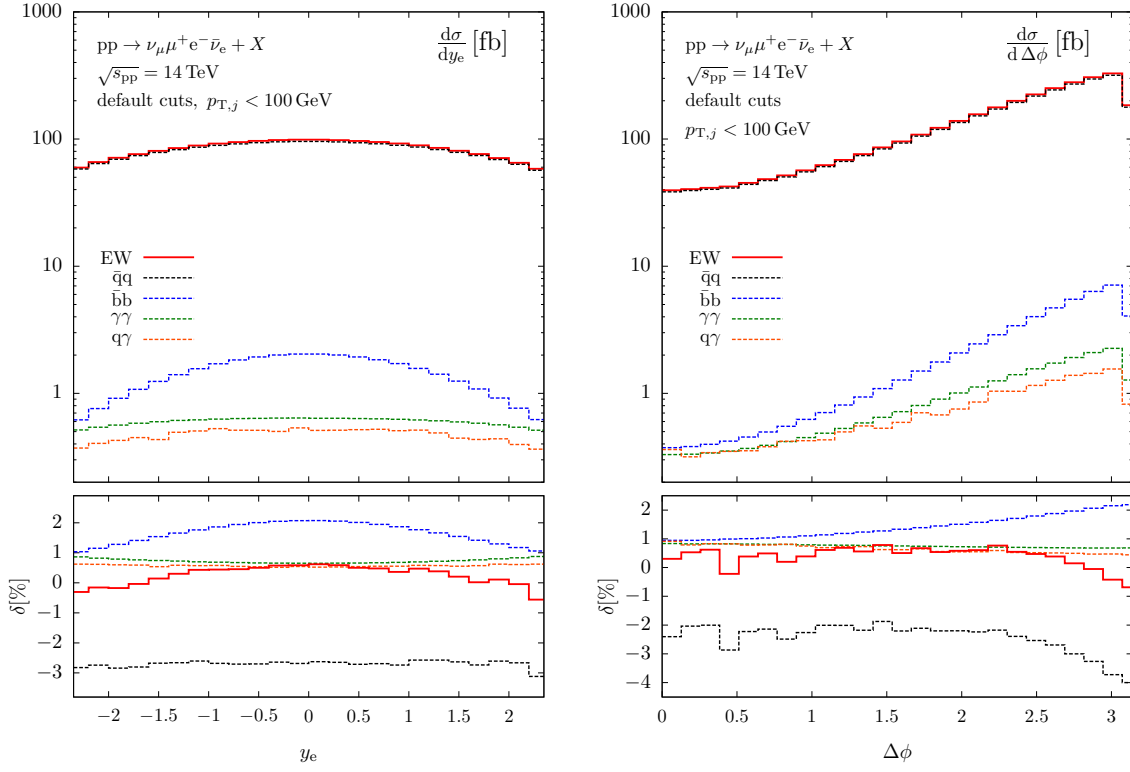 1000
100
10
1
pp → ν_μ μ⁺ e⁻ ν̄_e + X
√s_pp = 14 TeV
default cuts, p_T,j < 100 GeV
dσ/dy_e [fb]
EW
q̄q
b̄b
γγ
qγ
δ[%]
2
1
0
−1
−2
−3
−2 −1.5 −1 −0.5 0 0.5 1 1.5 2
y_e
1000
100
10
1
pp → ν_μ μ⁺ e⁻ ν̄_e + X
√s_pp = 14 TeV
default cuts
p_T,j < 100 GeV
dσ/d Δφ [fb]
EW
q̄q
b̄b
γγ
qγ
δ[%]
2
1
0
−1
−2
−3
−4
0 0.5 1 1.5 2 2.5 3
Δφ